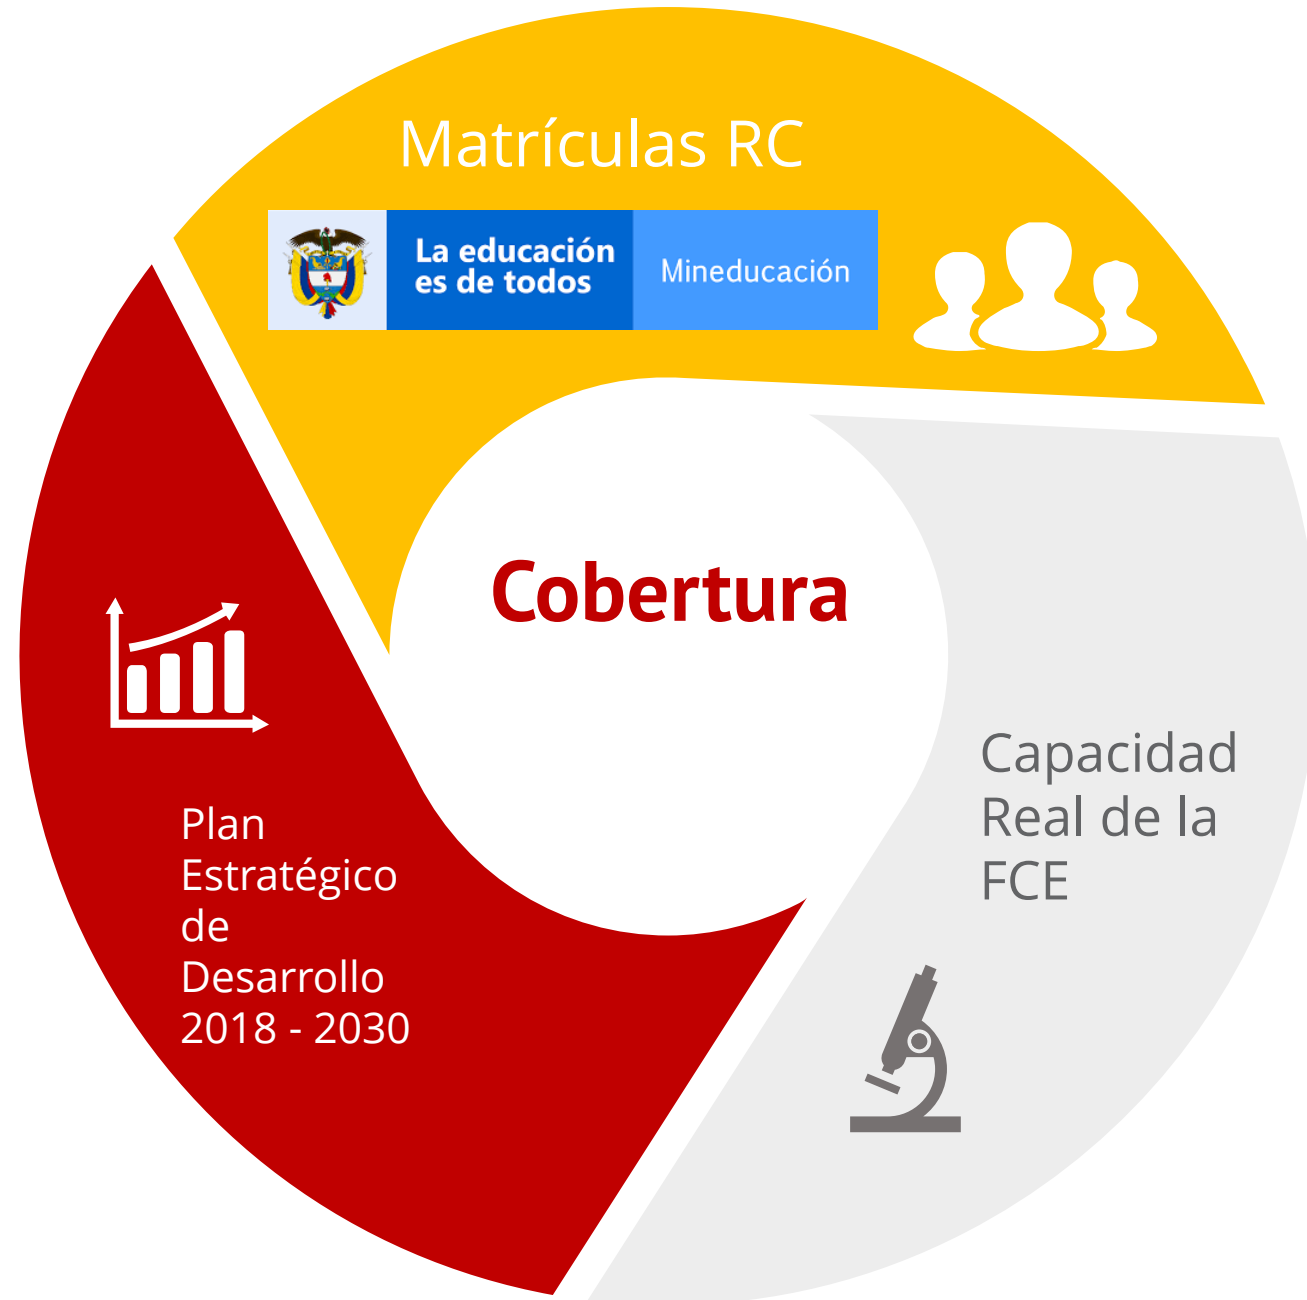 Matrículas RC
La educación
es de todos
Mineducación
Cobertura
Capacidad
Real de la
FCE
Plan
Estratégico
de
Desarrollo
2018 - 2030